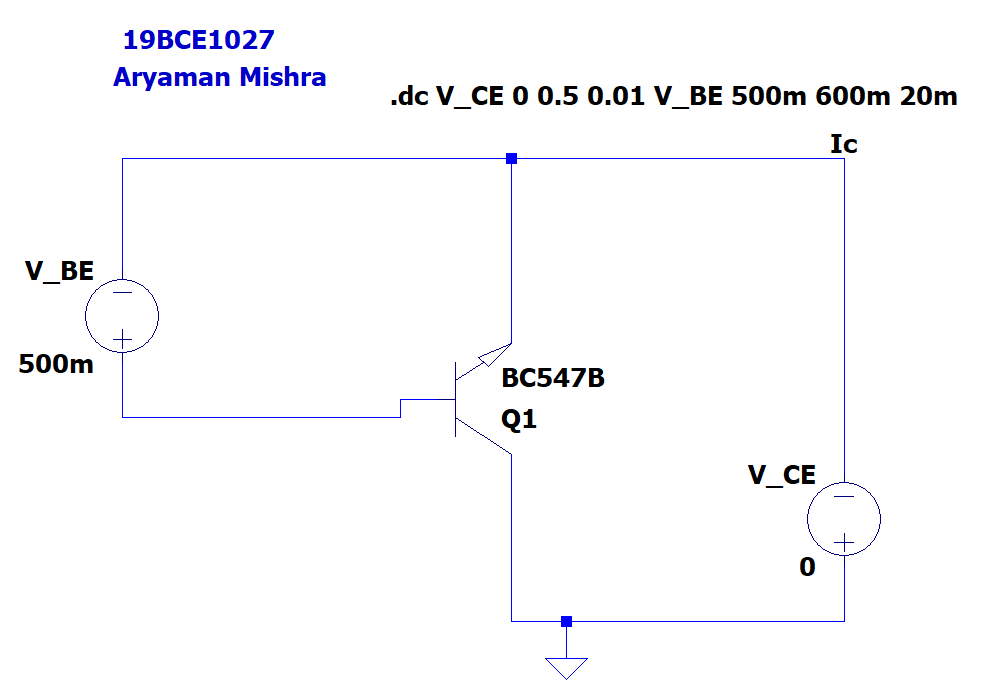 19BCE1027
Aryaman Mishra
.dc V_CE 0 0.5 0.01 V_BE 500m 600m 20m
Ic
V_BE
500m
BC547B
Q1
V_CE
0